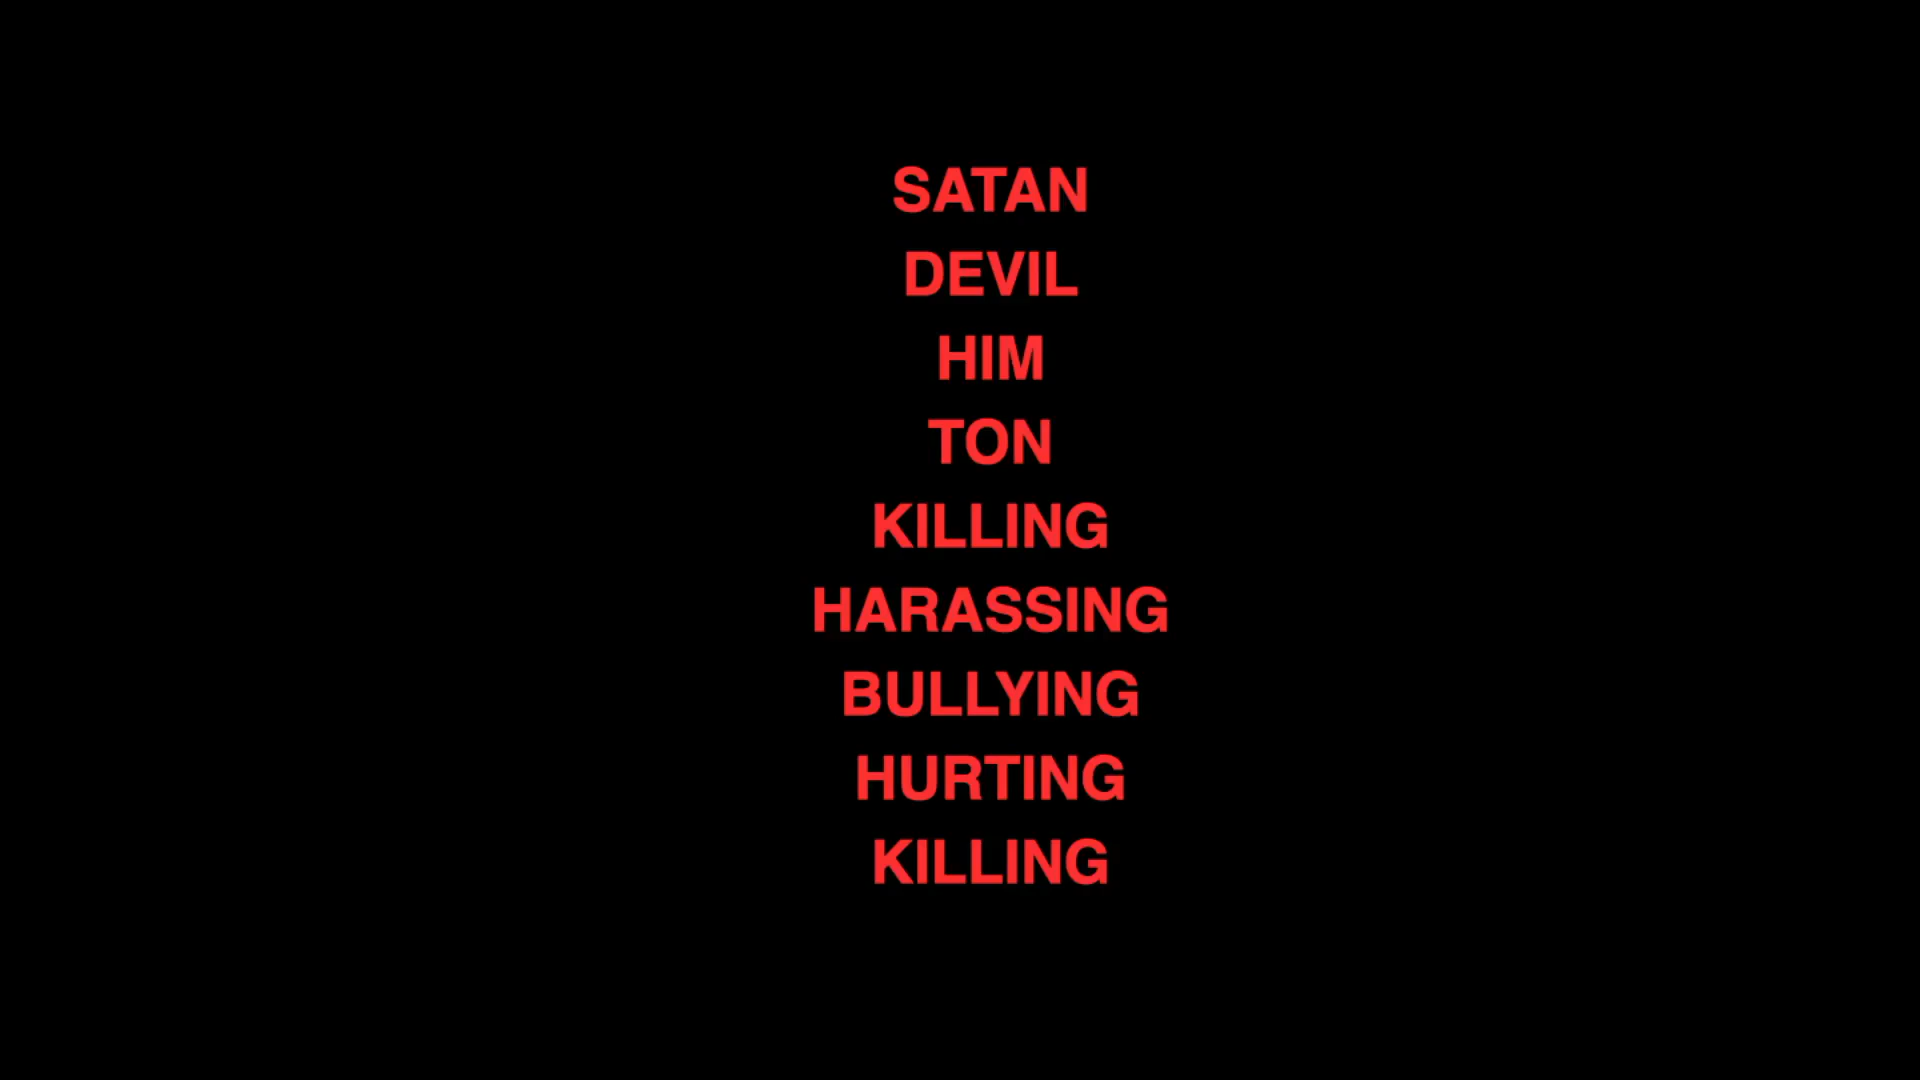 SATAN
DEVIL
HIM
TON
KILLING
HARASSING
BULLYING
HURTING
KILLING